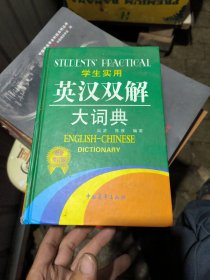 STUDENTS' PRACTICAL
学生实用
英汉双解
大词典
ENGLISH-CHINESE
DICTIONARY